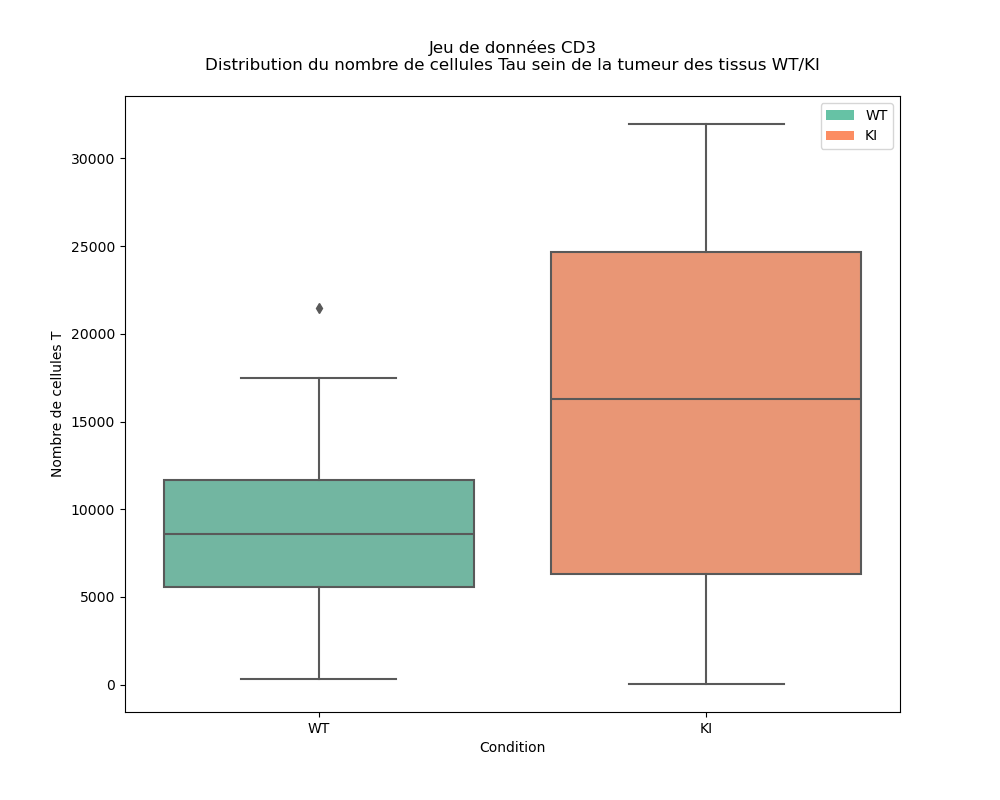 Jeu de données CD3
Distribution du nombre de cellules Tau sein de la tumeur des tissus WT/KI
WT
KI
30000
25000
20000
15000
10000
5000
0
Nombre de cellules T
WT
KI
Condition